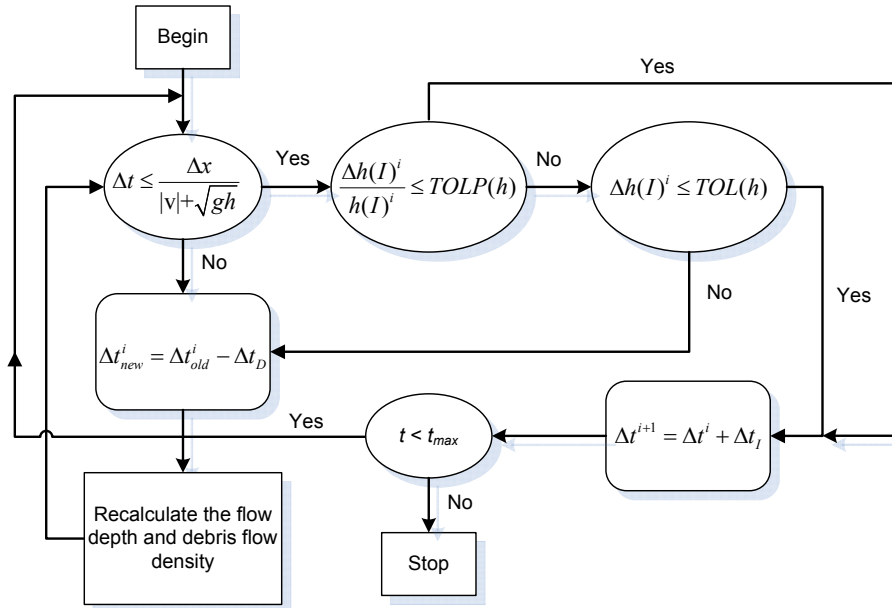 Begin
Yes
Δt ≤ Δx / (|v|+√gh)
Yes
Δh(I)^i / h(I)^i ≤ TOLP(h)
No
Δh(I)^i ≤ TOL(h)
No
No
Yes
Δt^i_new = Δt^i_old − Δt_D
Yes
t < t_max
Δt^{i+1} = Δt^i + Δt_I
No
Recalculate the flow
depth and debris flow
density
Stop